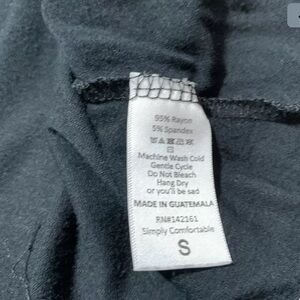 95% Rayon
5% Spandex
Machine Wash Cold
Gentle Cycle
Do Not Bleach
Hang Dry
or you'll be sad
MADE IN GUATEMALA
RN#142161
Simply Comfortable
S